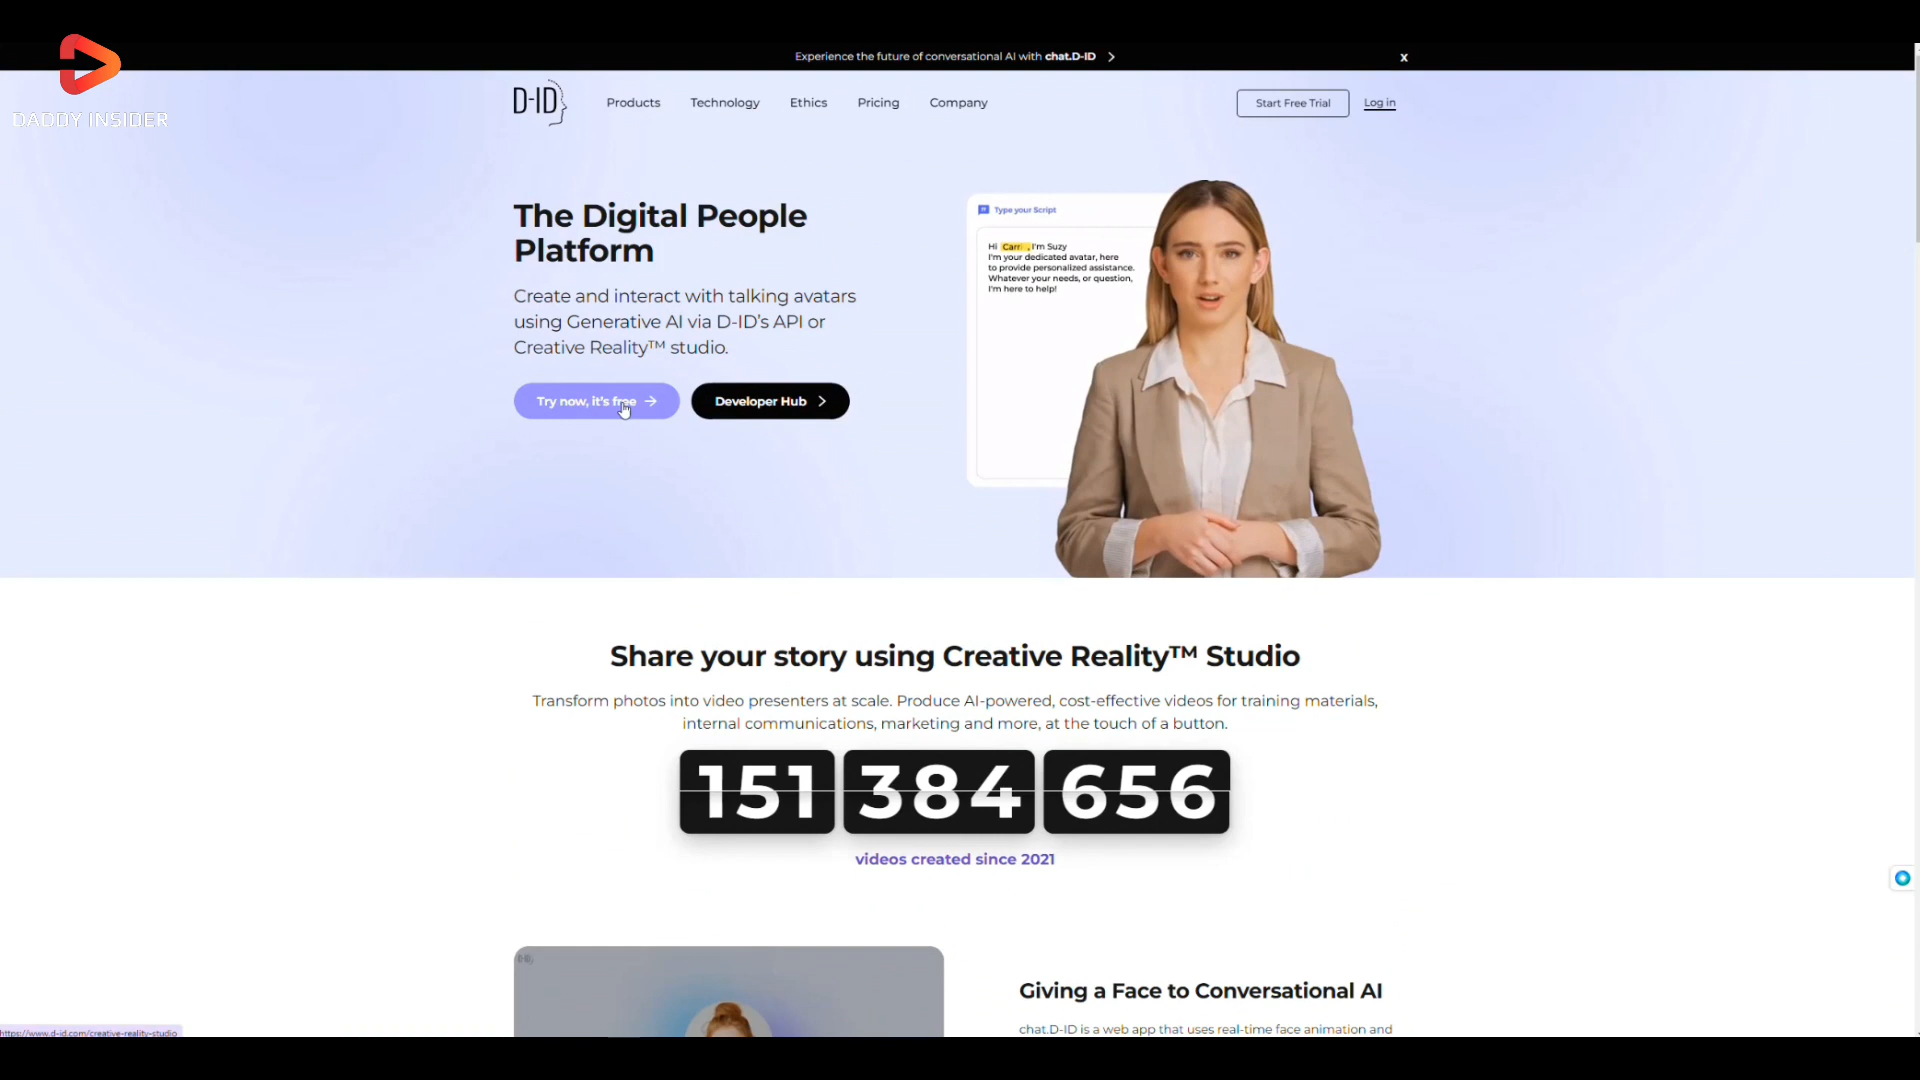 Experience the future of conversational AI with chat.D-ID
x
DADDY INSIDER
D-ID
Products
Technology
Ethics
Pricing
Company
Start Free Trial
Log in
The Digital People
Platform
Create and interact with talking avatars
using Generative AI via D-ID’s API or
Creative Reality™ studio.
Try now, it's free
Developer Hub
Type your Script
Hi Carri , I'm Suzy
I'm your dedicated avatar, here
to provide personalized assistance.
Whatever your needs, or question,
I'm here to help!
Share your story using Creative Reality™ Studio
Transform photos into video presenters at scale. Produce AI-powered, cost-effective videos for training materials,
internal communications, marketing and more, at the touch of a button.
151 384 656
videos created since 2021
D-ID
Giving a Face to Conversational AI
chat.D-ID is a web app that uses real-time face animation and
https://www.d-id.com/creative-reality-studio